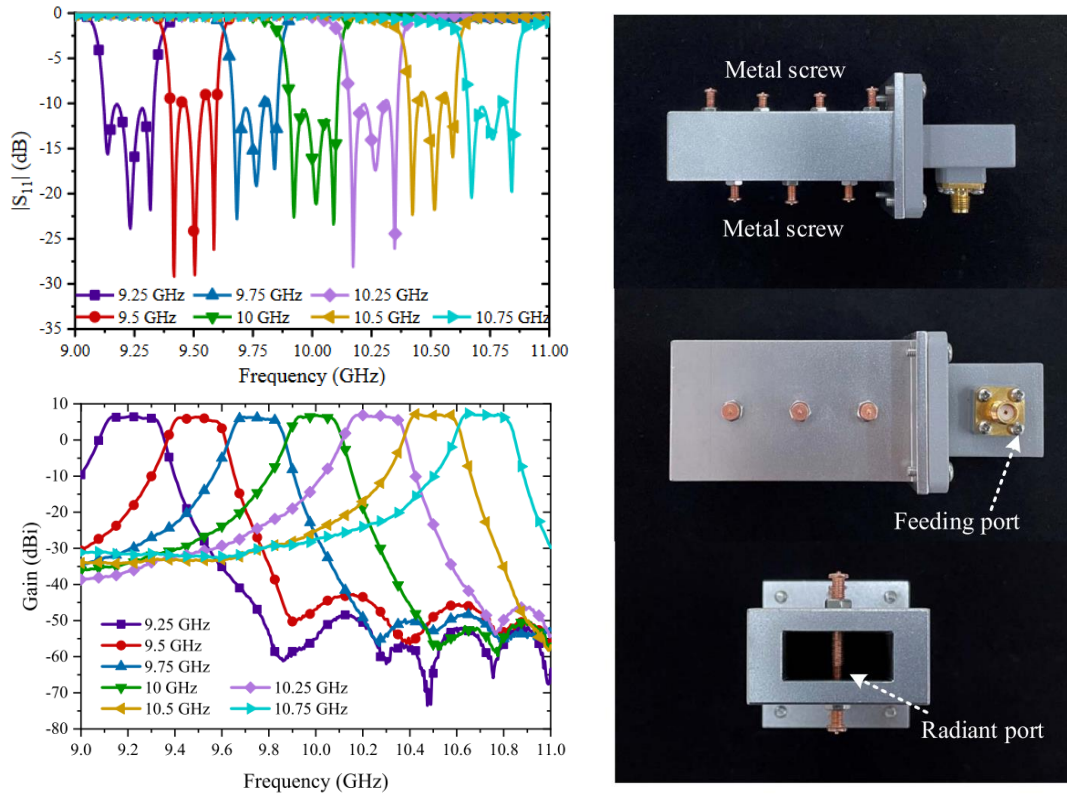 0
-5
-10
-15
-20
-25
-30
-35
|S11| (dB)
9.25 GHz 9.75 GHz 10.25 GHz
9.5 GHz 10 GHz 10.5 GHz 10.75 GHz
9.00 9.25 9.50 9.75 10.00 10.25 10.50 10.75 11.00
Frequency (GHz)
10
0
-10
-20
-30
-40
-50
-60
-70
-80
Gain (dBi)
9.25 GHz
9.5 GHz
9.75 GHz
10 GHz 10.25 GHz
10.5 GHz 10.75 GHz
9.0 9.2 9.4 9.6 9.8 10.0 10.2 10.4 10.6 10.8 11.0
Frequency (GHz)
Metal screw
Metal screw
Feeding port
Radiant port